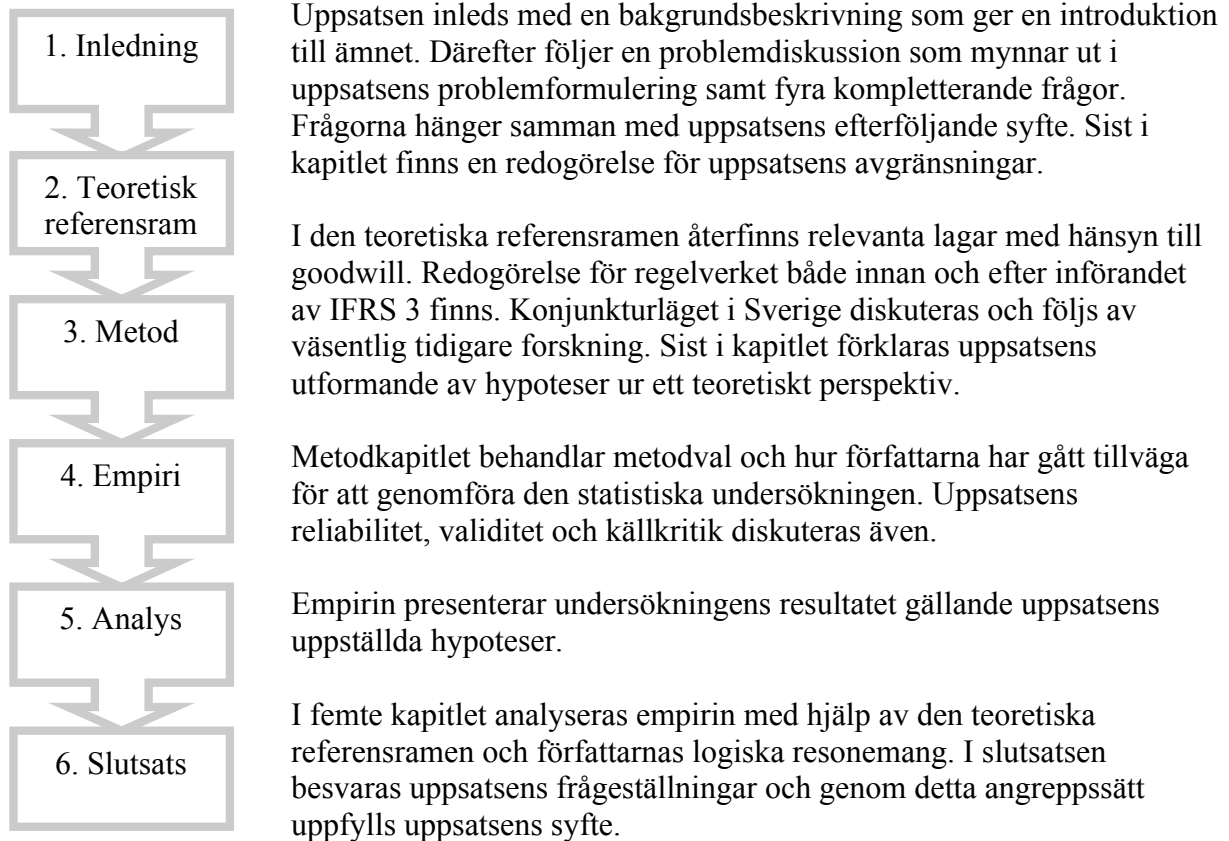 1. Inledning
Uppsatsen inleds med en bakgrundsbeskrivning som ger en introduktion
till ämnet. Därefter följer en problemdiskussion som mynnar ut i
uppsatsens problemformulering samt fyra kompletterande frågor.
Frågorna hänger samman med uppsatsens efterföljande syfte. Sist i
kapitlet finns en redogörelse för uppsatsens avgränsningar.
2. Teoretisk
referensram
I den teoretiska referensramen återfinns relevanta lagar med hänsyn till
goodwill. Redogörelse för regelverket både innan och efter införandet
av IFRS 3 finns. Konjunkturläget i Sverige diskuteras och följs av
väsentlig tidigare forskning. Sist i kapitlet förklaras uppsatsens
utformande av hypoteser ur ett teoretiskt perspektiv.
3. Metod
Metodkapitlet behandlar metodval och hur författarna har gått tillväga
för att genomföra den statistiska undersökningen. Uppsatsens
reliabilitet, validitet och källkritik diskuteras även.
4. Empiri
Empirin presenterar undersökningens resultatet gällande uppsatsens
uppställda hypoteser.
5. Analys
I femte kapitlet analyseras empirin med hjälp av den teoretiska
referensramen och författarnas logiska resonemang. I slutsatsen
besvaras uppsatsens frågeställningar och genom detta angreppssätt
uppfylls uppsatsens syfte.
6. Slutsats